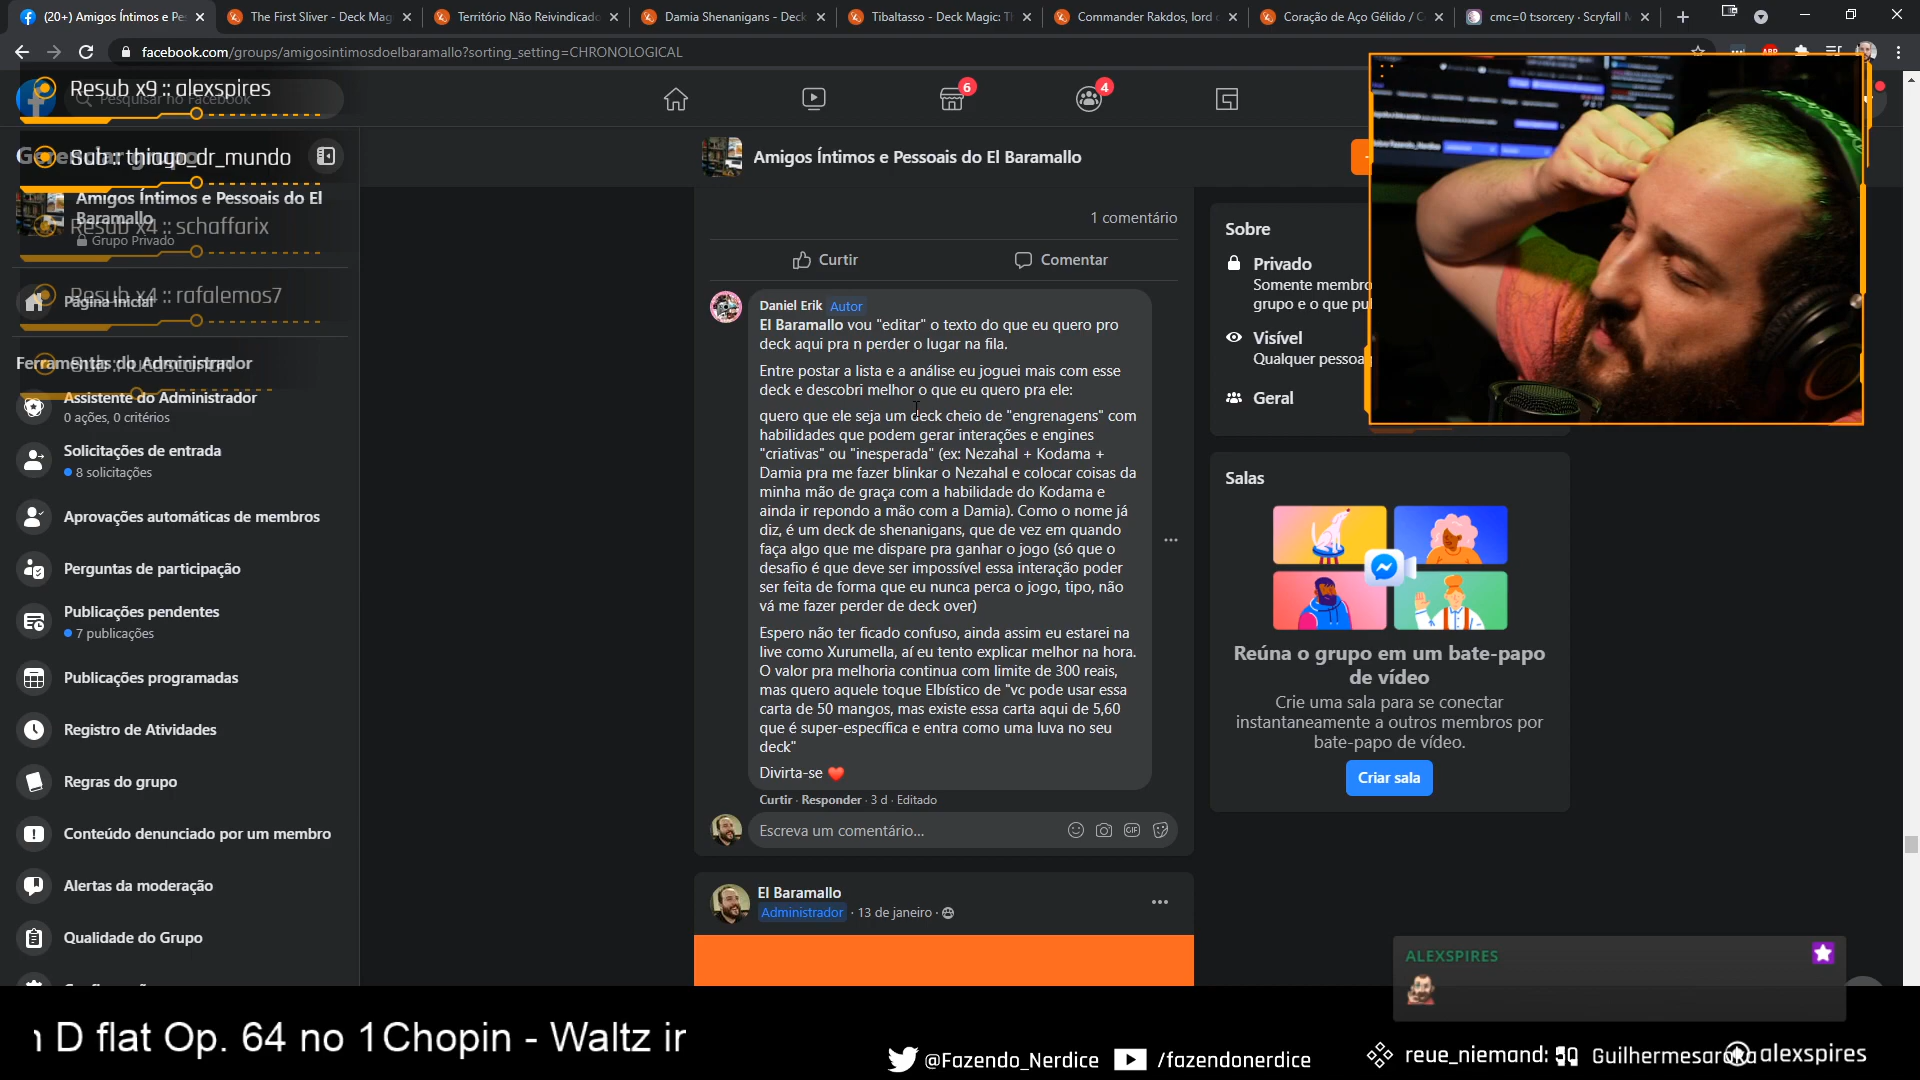 (20+) Amigos Íntimos e Pe
The First Sliver - Deck Mag
Território Não Reivindicado
Damia Shenanigans - Deck
Tibaltasso - Deck Magic: T
Commander Rakdos, lord
Coração de Aço Gélido / C
cmc=0 t:sorcery · Scryfall
facebook.com/groups/amigosintimosdoelbaramallo?sorting_setting=CHRONOLOGICAL
Resub x9 :: alexspires
Pesquisar no Facebook
6
4
Gerenciar grupo
Sub :: thiago_dr_mundo
Amigos Íntimos e Pessoais do El
Baramallo
Resub x4 :: schaffarix
Grupo Privado
Resub x4 :: rafalemos7
Página inicial
Ferramentas do Administrador
Assistente do Administrador
0 ações, 0 critérios
Solicitações de entrada
8 solicitações
Aprovações automáticas de membros
Perguntas de participação
Publicações pendentes
7 publicações
Publicações programadas
Registro de Atividades
Regras do grupo
Conteúdo denunciado por um membro
Alertas da moderação
Qualidade do Grupo
Amigos Íntimos e Pessoais do El Baramallo
1 comentário
Curtir
Comentar
Daniel Erik Autor
El Baramallo vou "editar" o texto do que eu quero pro
deck aqui pra n perder o lugar na fila.
Entre postar a lista e a análise eu joguei mais com esse
deck e descobri melhor o que eu quero pra ele:
quero que ele seja um deck cheio de "engrenagens" com
habilidades que podem gerar interações e engines
"criativas" ou "inesperada" (ex: Nezahal + Kodama +
Damia pra me fazer blinkar o Nezahal e colocar coisas da
minha mão de graça com a habilidade do Kodama e
ainda ir repondo a mão com a Damia). Como o nome já
diz, é um deck de shenanigans, que de vez em quando
faça algo que me dispare pra ganhar o jogo (só que o
desafio é que deve ser impossível essa interação poder
ser feita de forma que eu nunca perca o jogo, tipo, não
vá me fazer perder de deck over)
Espero não ter ficado confuso, ainda assim eu estarei na
live como Xurumella, aí eu tento explicar melhor na hora.
O valor pra melhoria continua com limite de 300 reais,
mas quero aquele toque Elbístico de "vc pode usar essa
carta de 50 mangos, mas existe essa carta aqui de 5,60
que é super-específica e entra como uma luva no seu
deck"
Divirta-se
Curtir · Responder · 3 d · Editado
Escreva um comentário...
GIF
El Baramallo
Administrador · 13 de janeiro ·
Sobre
Privado
Somente membro
grupo e o que pu
Visível
Qualquer pessoa
Geral
Salas
Reúna o grupo em um bate-papo
de vídeo
Crie uma sala para se conectar
instantaneamente a outros membros por
bate-papo de vídeo.
Criar sala
ALEXSPIRES
D flat Op. 64 no 1 Chopin - Waltz in
@Fazendo_Nerdice
/fazendonerdice
reue_niemand:
alexspires